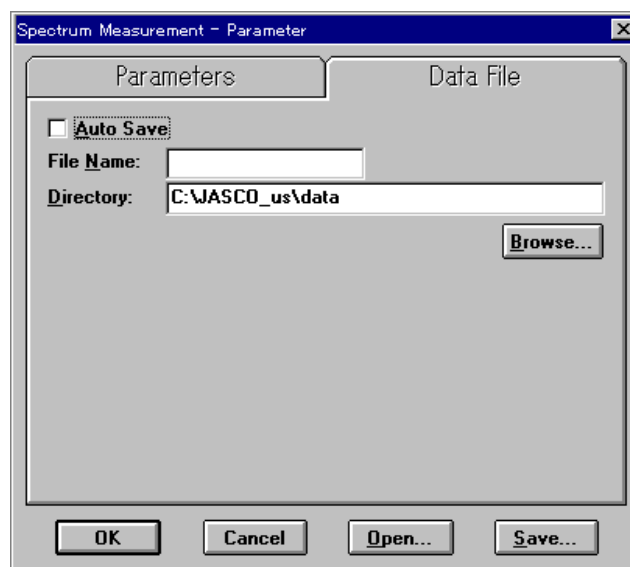 Spectrum Measurement - Parameter
Parameters
Data File
Auto Save
File Name:
Directory: C:\JASCO_us\data
Browse...
OK Cancel Open... Save...